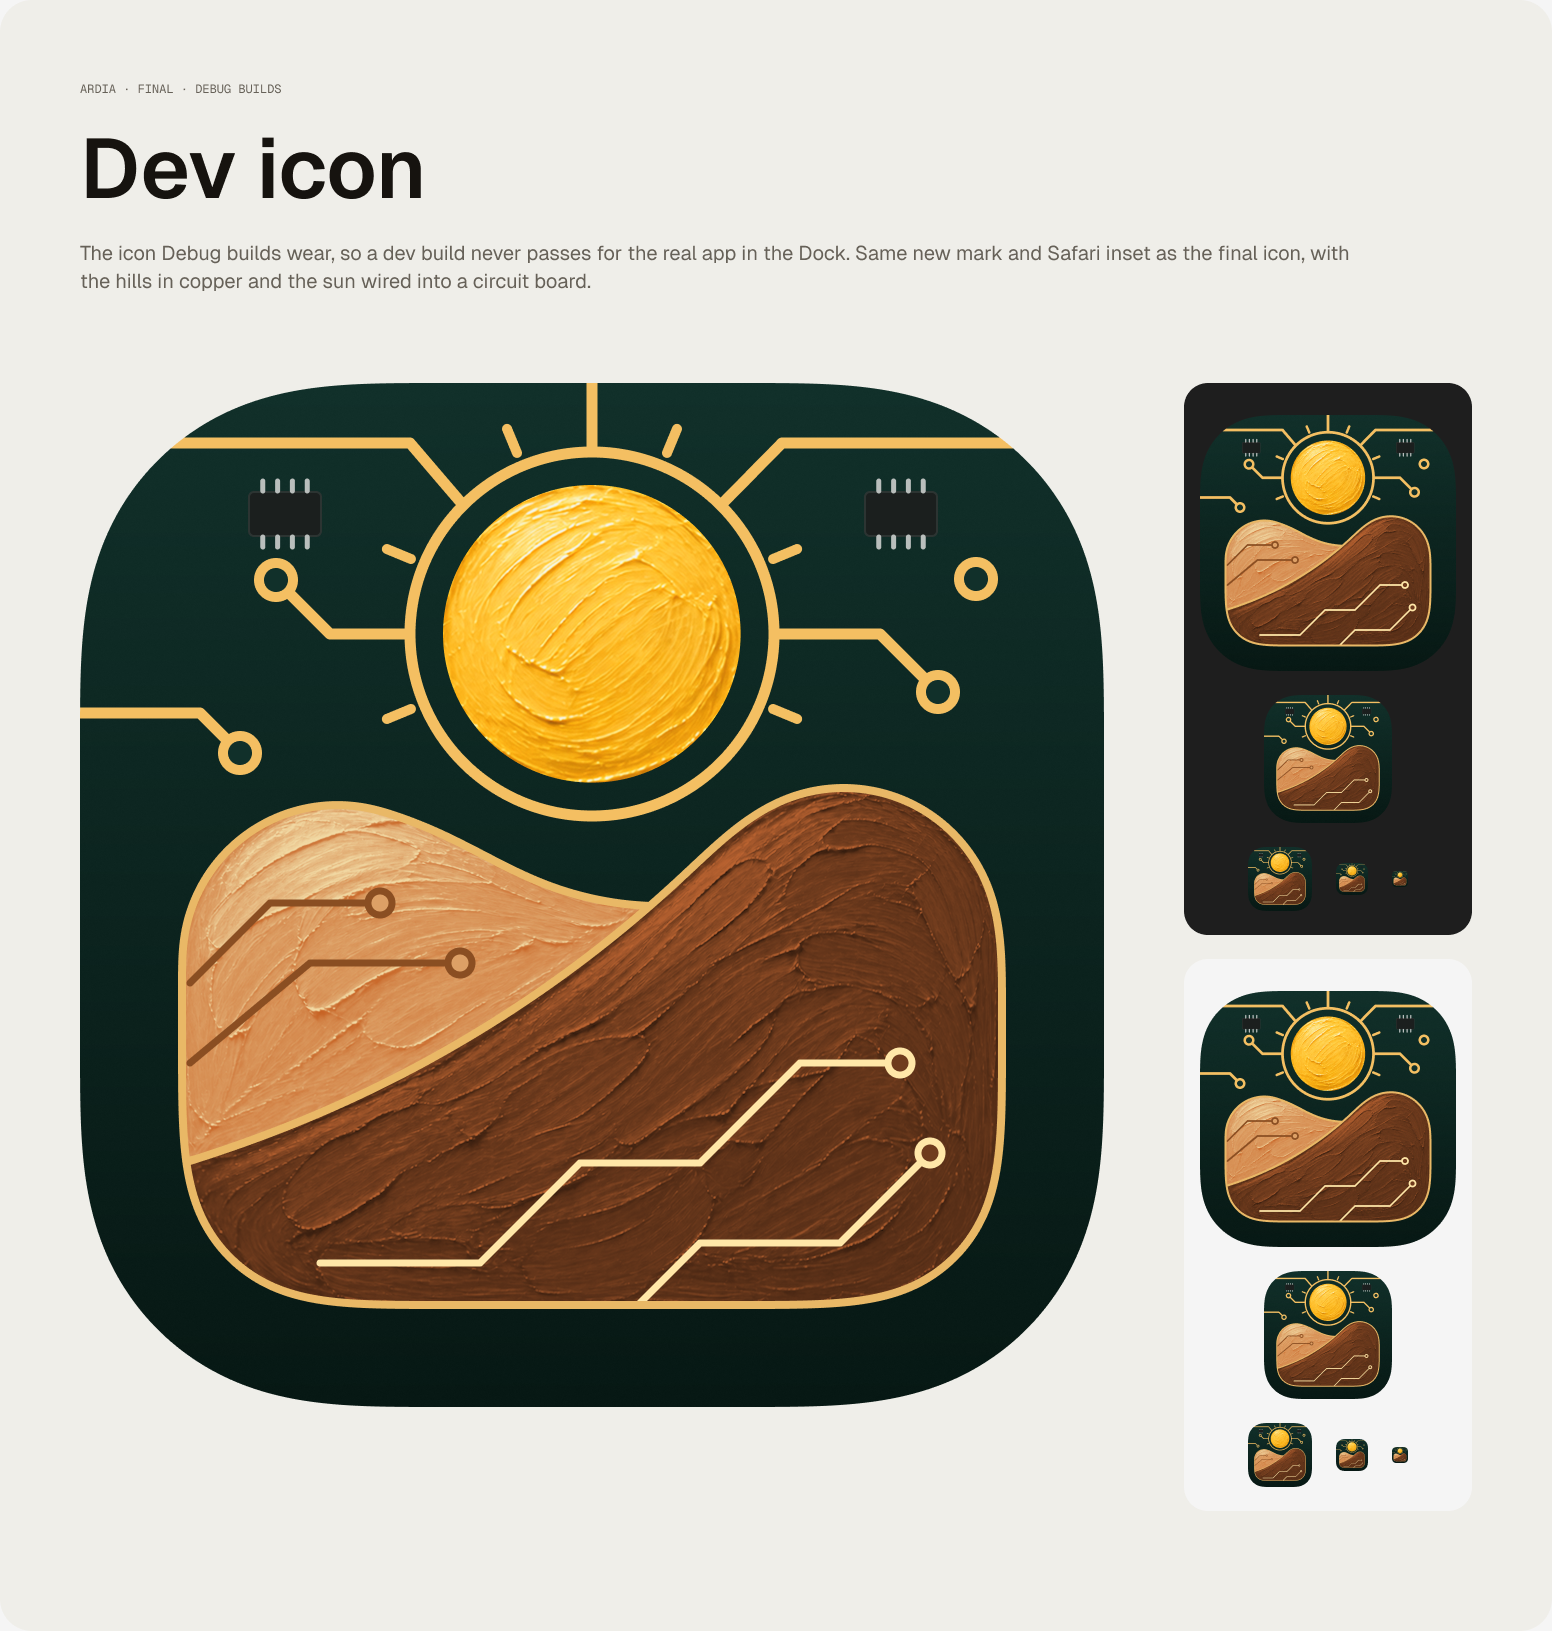 ARDIA · FINAL · DEBUG BUILDS
Dev icon
The icon Debug builds wear, so a dev build never passes for the real app in the Dock. Same new mark and Safari inset as the final icon, with
the hills in copper and the sun wired into a circuit board.